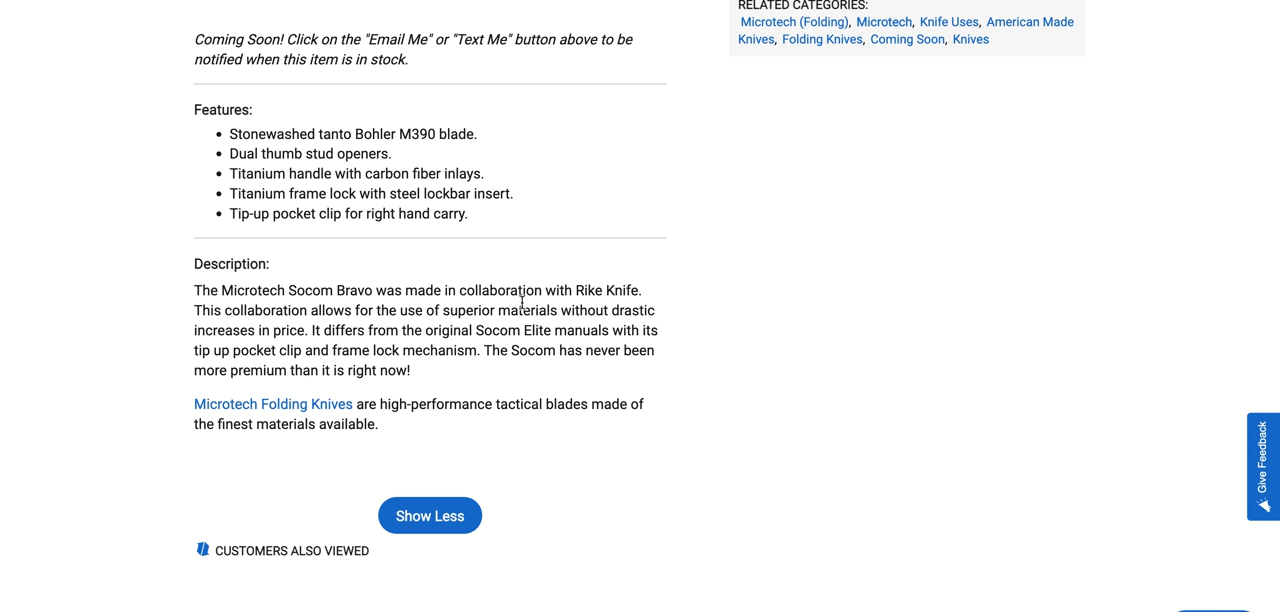 Coming Soon! Click on the "Email Me" or "Text Me" button above to be
notified when this item is in stock.
Features:
Stonewashed tanto Bohler M390 blade.
Dual thumb stud openers.
Titanium handle with carbon fiber inlays.
Titanium frame lock with steel lockbar insert.
Tip-up pocket clip for right hand carry.
Description:
The Microtech Socom Bravo was made in collaboration with Rike Knife.
This collaboration allows for the use of superior materials without drastic
increases in price. It differs from the original Socom Elite manuals with its
tip up pocket clip and frame lock mechanism. The Socom has never been
more premium than it is right now!
Microtech Folding Knives are high-performance tactical blades made of
the finest materials available.
Show Less
CUSTOMERS ALSO VIEWED
RELATED CATEGORIES:
Microtech (Folding), Microtech, Knife Uses, American Made
Knives, Folding Knives, Coming Soon, Knives
Give Feedback